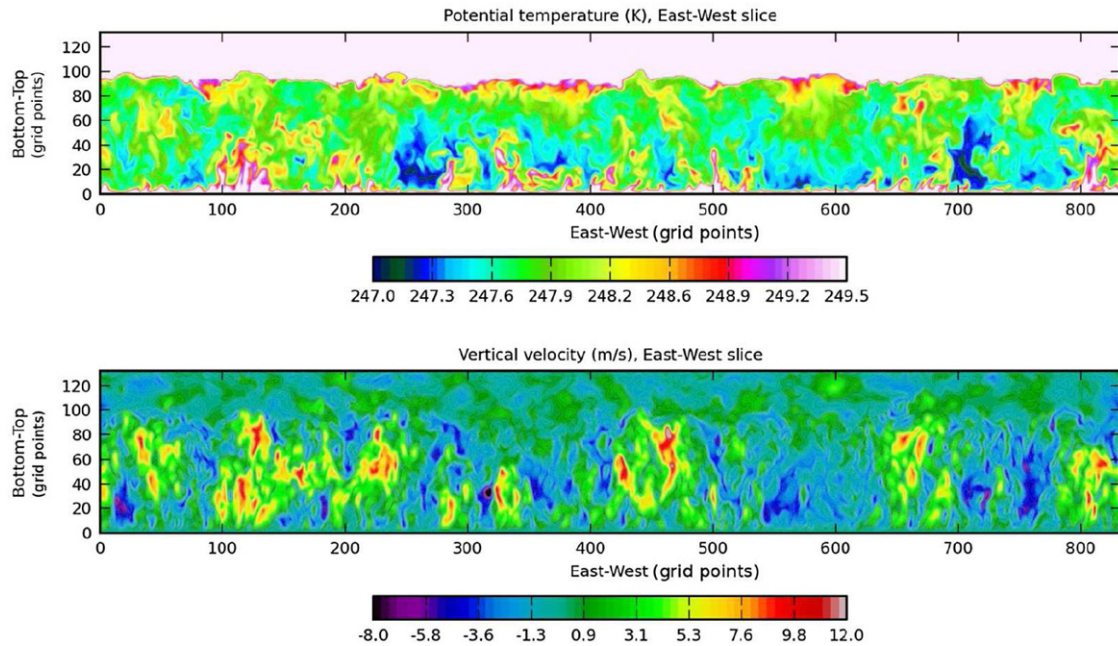 Potential temperature (K), East-West slice
Bottom-Top
(grid points)
120
100
80
60
40
20
0
0 100 200 300 400 500 600 700 800
East-West (grid points)
247.0 247.3 247.6 247.9 248.2 248.6 248.9 249.2 249.5
Vertical velocity (m/s), East-West slice
Bottom-Top
(grid points)
120
100
80
60
40
20
0
0 100 200 300 400 500 600 700 800
East-West (grid points)
-8.0 -5.8 -3.6 -1.3 0.9 3.1 5.3 7.6 9.8 12.0